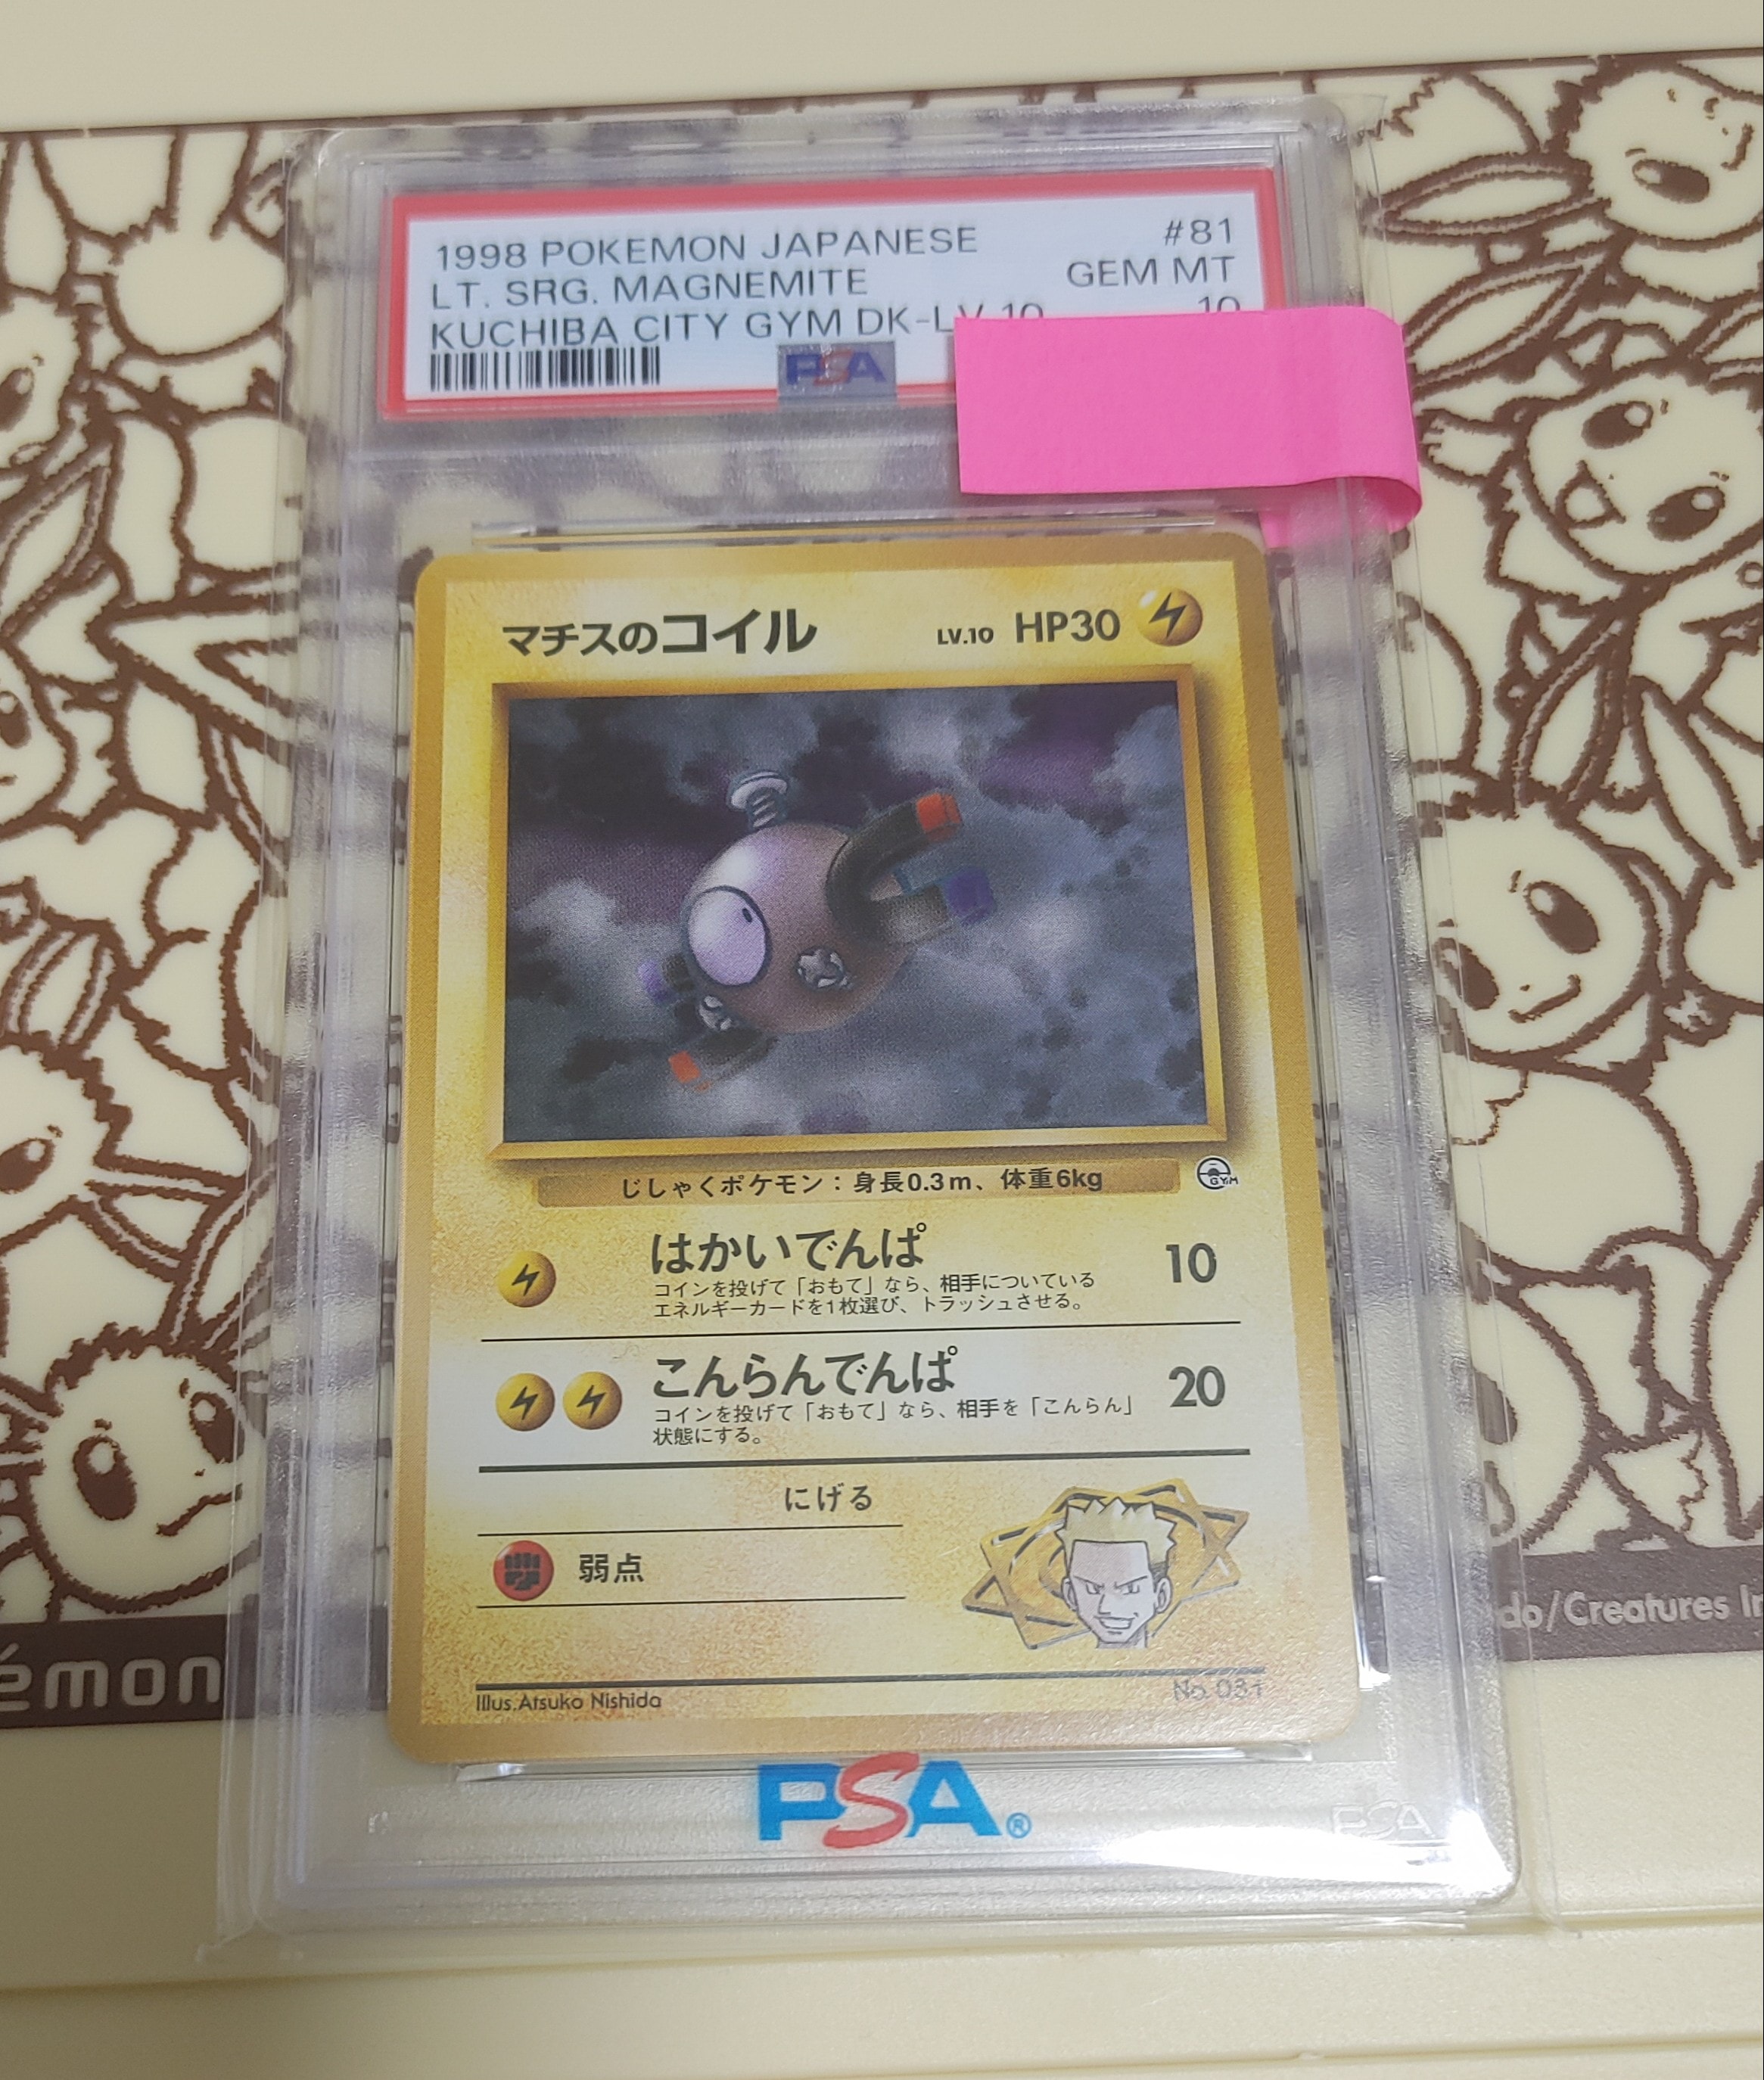 1998 POKEMON JAPANESE #81
LT. SRG. MAGNEMITE GEM MT
KUCHIBA CITY GYM DK-LV.10 10
PSA
マチスのコイル LV.10 HP30
じしゃくポケモン：身長0.3m、体重6kg
GYM
はかいでんぱ 10
コインを投げて「おもて」なら、相手についている
エネルギーカードを1枚選び、トラッシュさせる。
こんらんでんぱ 20
コインを投げて「おもて」なら、相手を「こんらん」
状態にする。
にげる
弱点
Illus.Atsuko Nishida
PSA®
PSA
émon
do/Creatures In